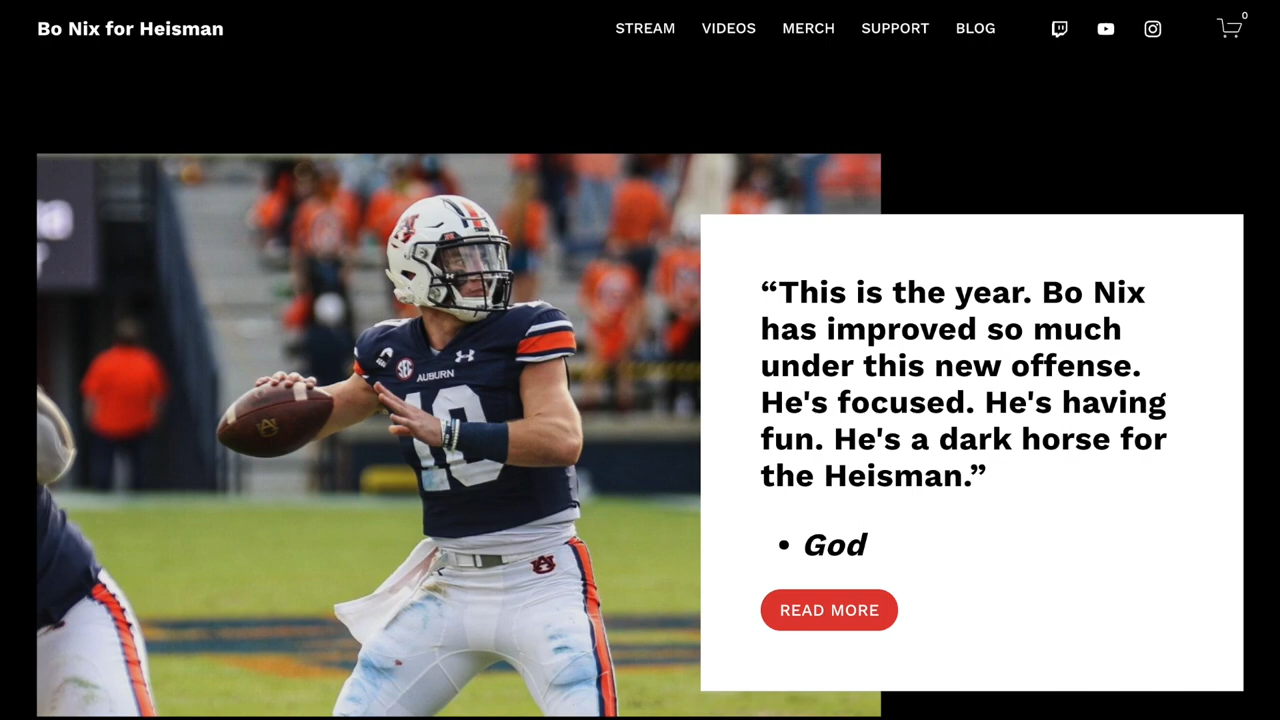 Bo Nix for Heisman
STREAM VIDEOS MERCH SUPPORT BLOG
0
“This is the year. Bo Nix
has improved so much
under this new offense.
He's focused. He's having
fun. He's a dark horse for
the Heisman.”
• God
READ MORE
SEC
AUBURN
10